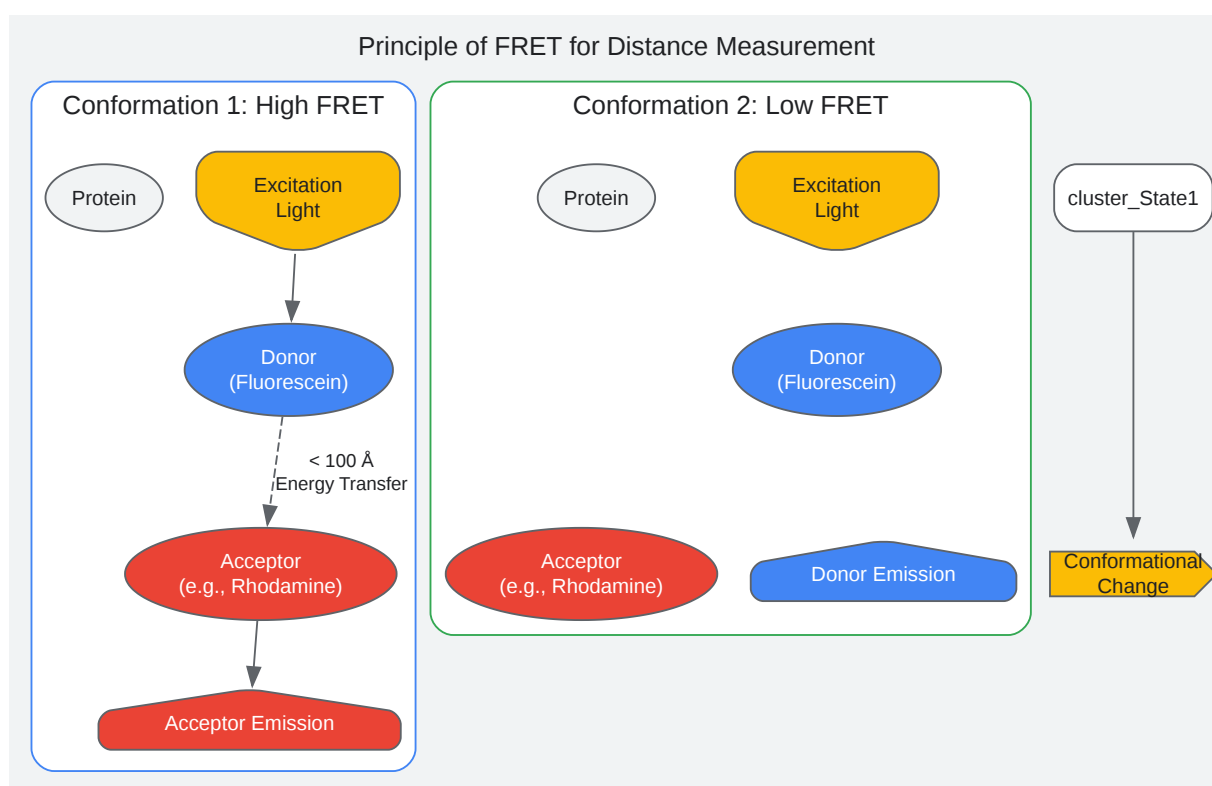 Principle of FRET for Distance Measurement
Conformation 1: High FRET
Protein
Excitation
Light
Donor
(Fluorescein)
< 100 Å
Energy Transfer
Acceptor
(e.g., Rhodamine)
Acceptor Emission
Conformation 2: Low FRET
Protein
Excitation
Light
Donor
(Fluorescein)
Acceptor
(e.g., Rhodamine)
Donor Emission
cluster_State1
Conformational
Change